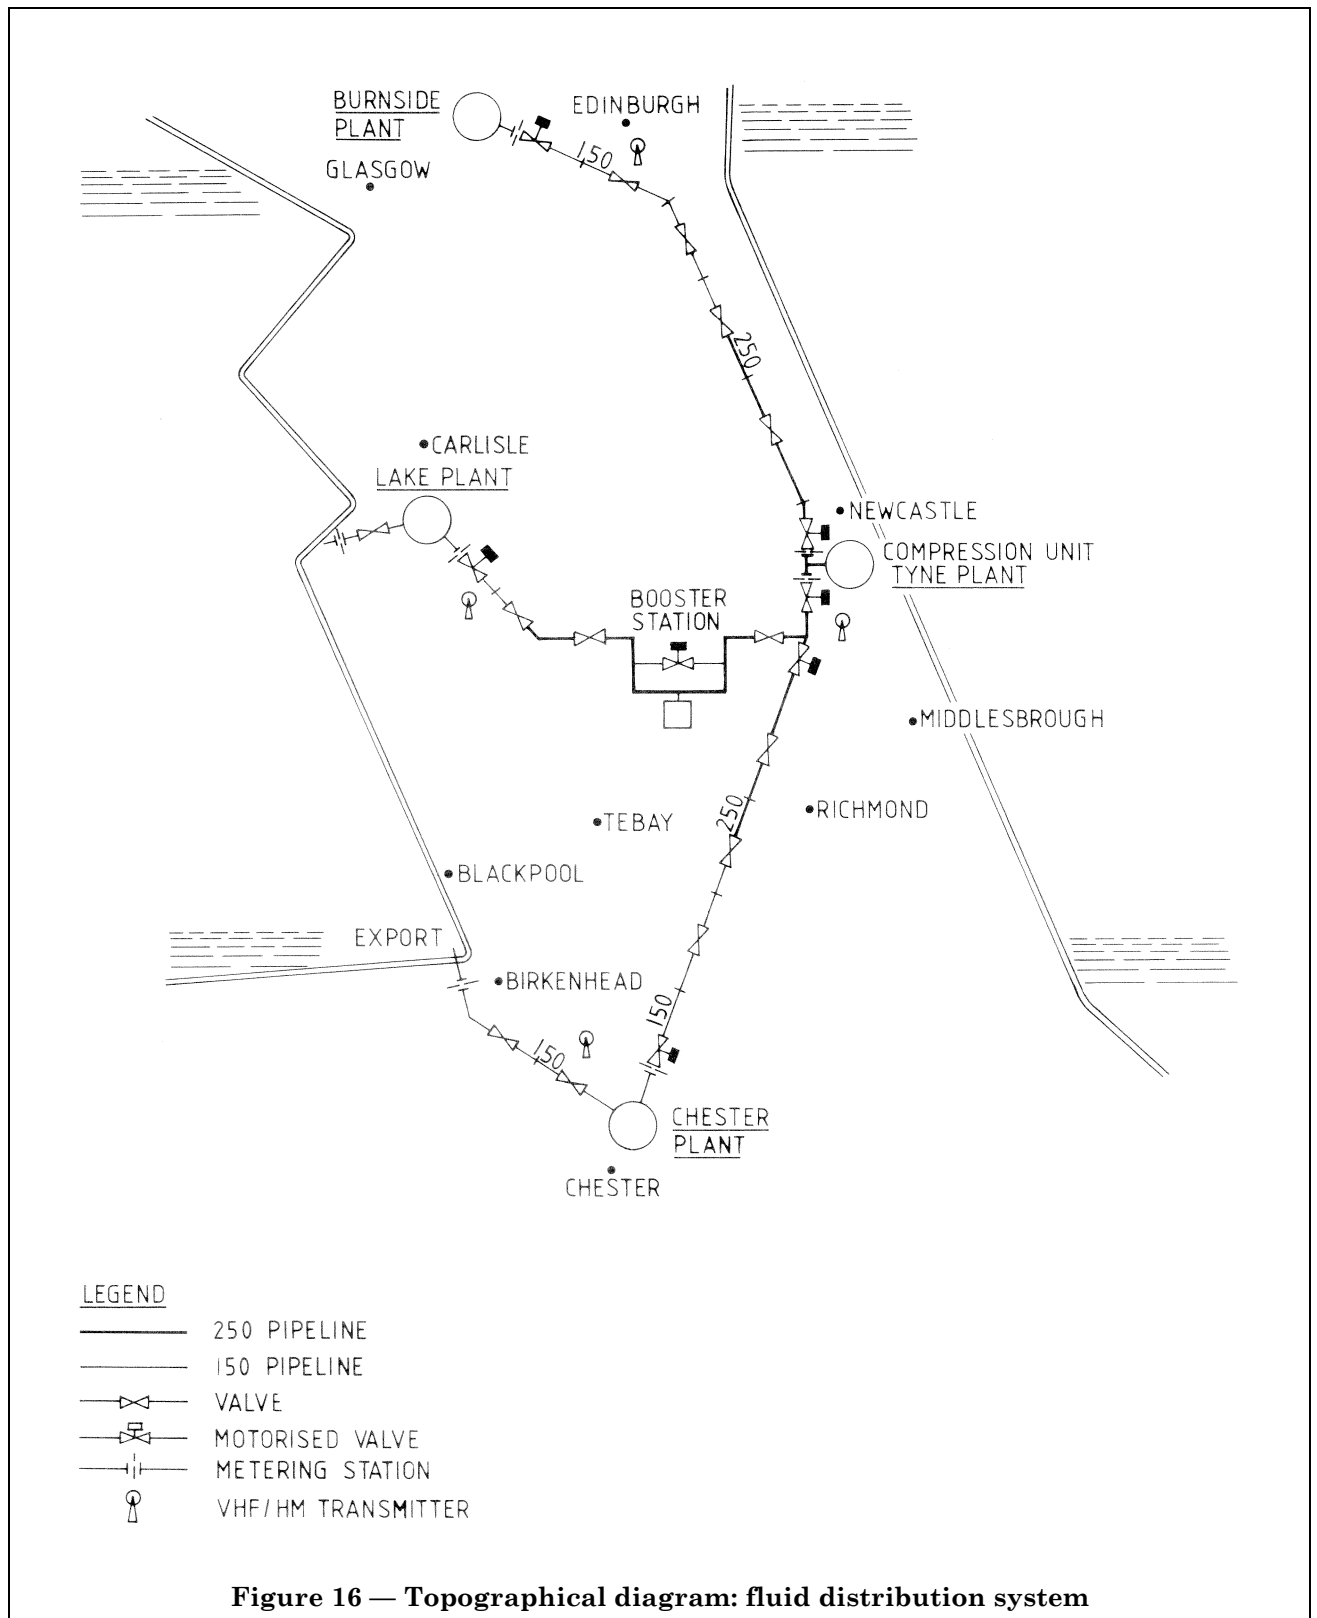 BURNSIDE
PLANT
EDINBURGH
GLASGOW
150
250
CARLISLE
LAKE PLANT
NEWCASTLE
COMPRESSION UNIT
TYNE PLANT
BOOSTER
STATION
MIDDLESBROUGH
250
RICHMOND
TEBAY
BLACKPOOL
EXPORT
BIRKENHEAD
150
150
CHESTER
PLANT
CHESTER
LEGEND
250 PIPELINE
150 PIPELINE
VALVE
MOTORISED VALVE
METERING STATION
VHF/HM TRANSMITTER
Figure 16 — Topographical diagram: fluid distribution system